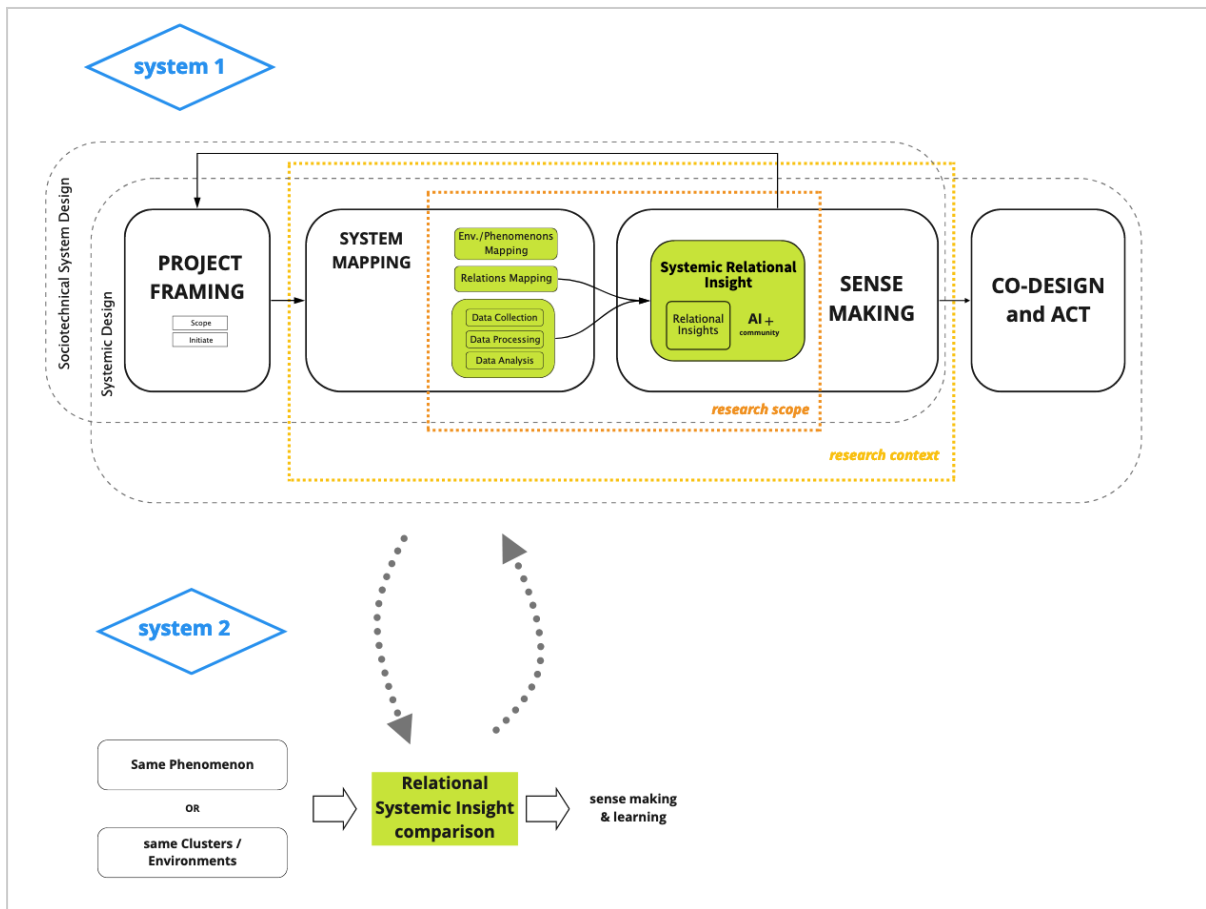 system 1
Sociotechnical System Design
Systemic Design
PROJECT
FRAMING
Scope
Initiate
SYSTEM
MAPPING
Env./Phenomenons
Mapping
Relations Mapping
Data Collection
Data Processing
Data Analysis
Systemic Relational
Insight
Relational
Insights
AI +
community
SENSE
MAKING
CO-DESIGN
and ACT
research scope
research context
system 2
Same Phenomenon
OR
same Clusters /
Environments
Relational
Systemic Insight
comparison
sense making
& learning